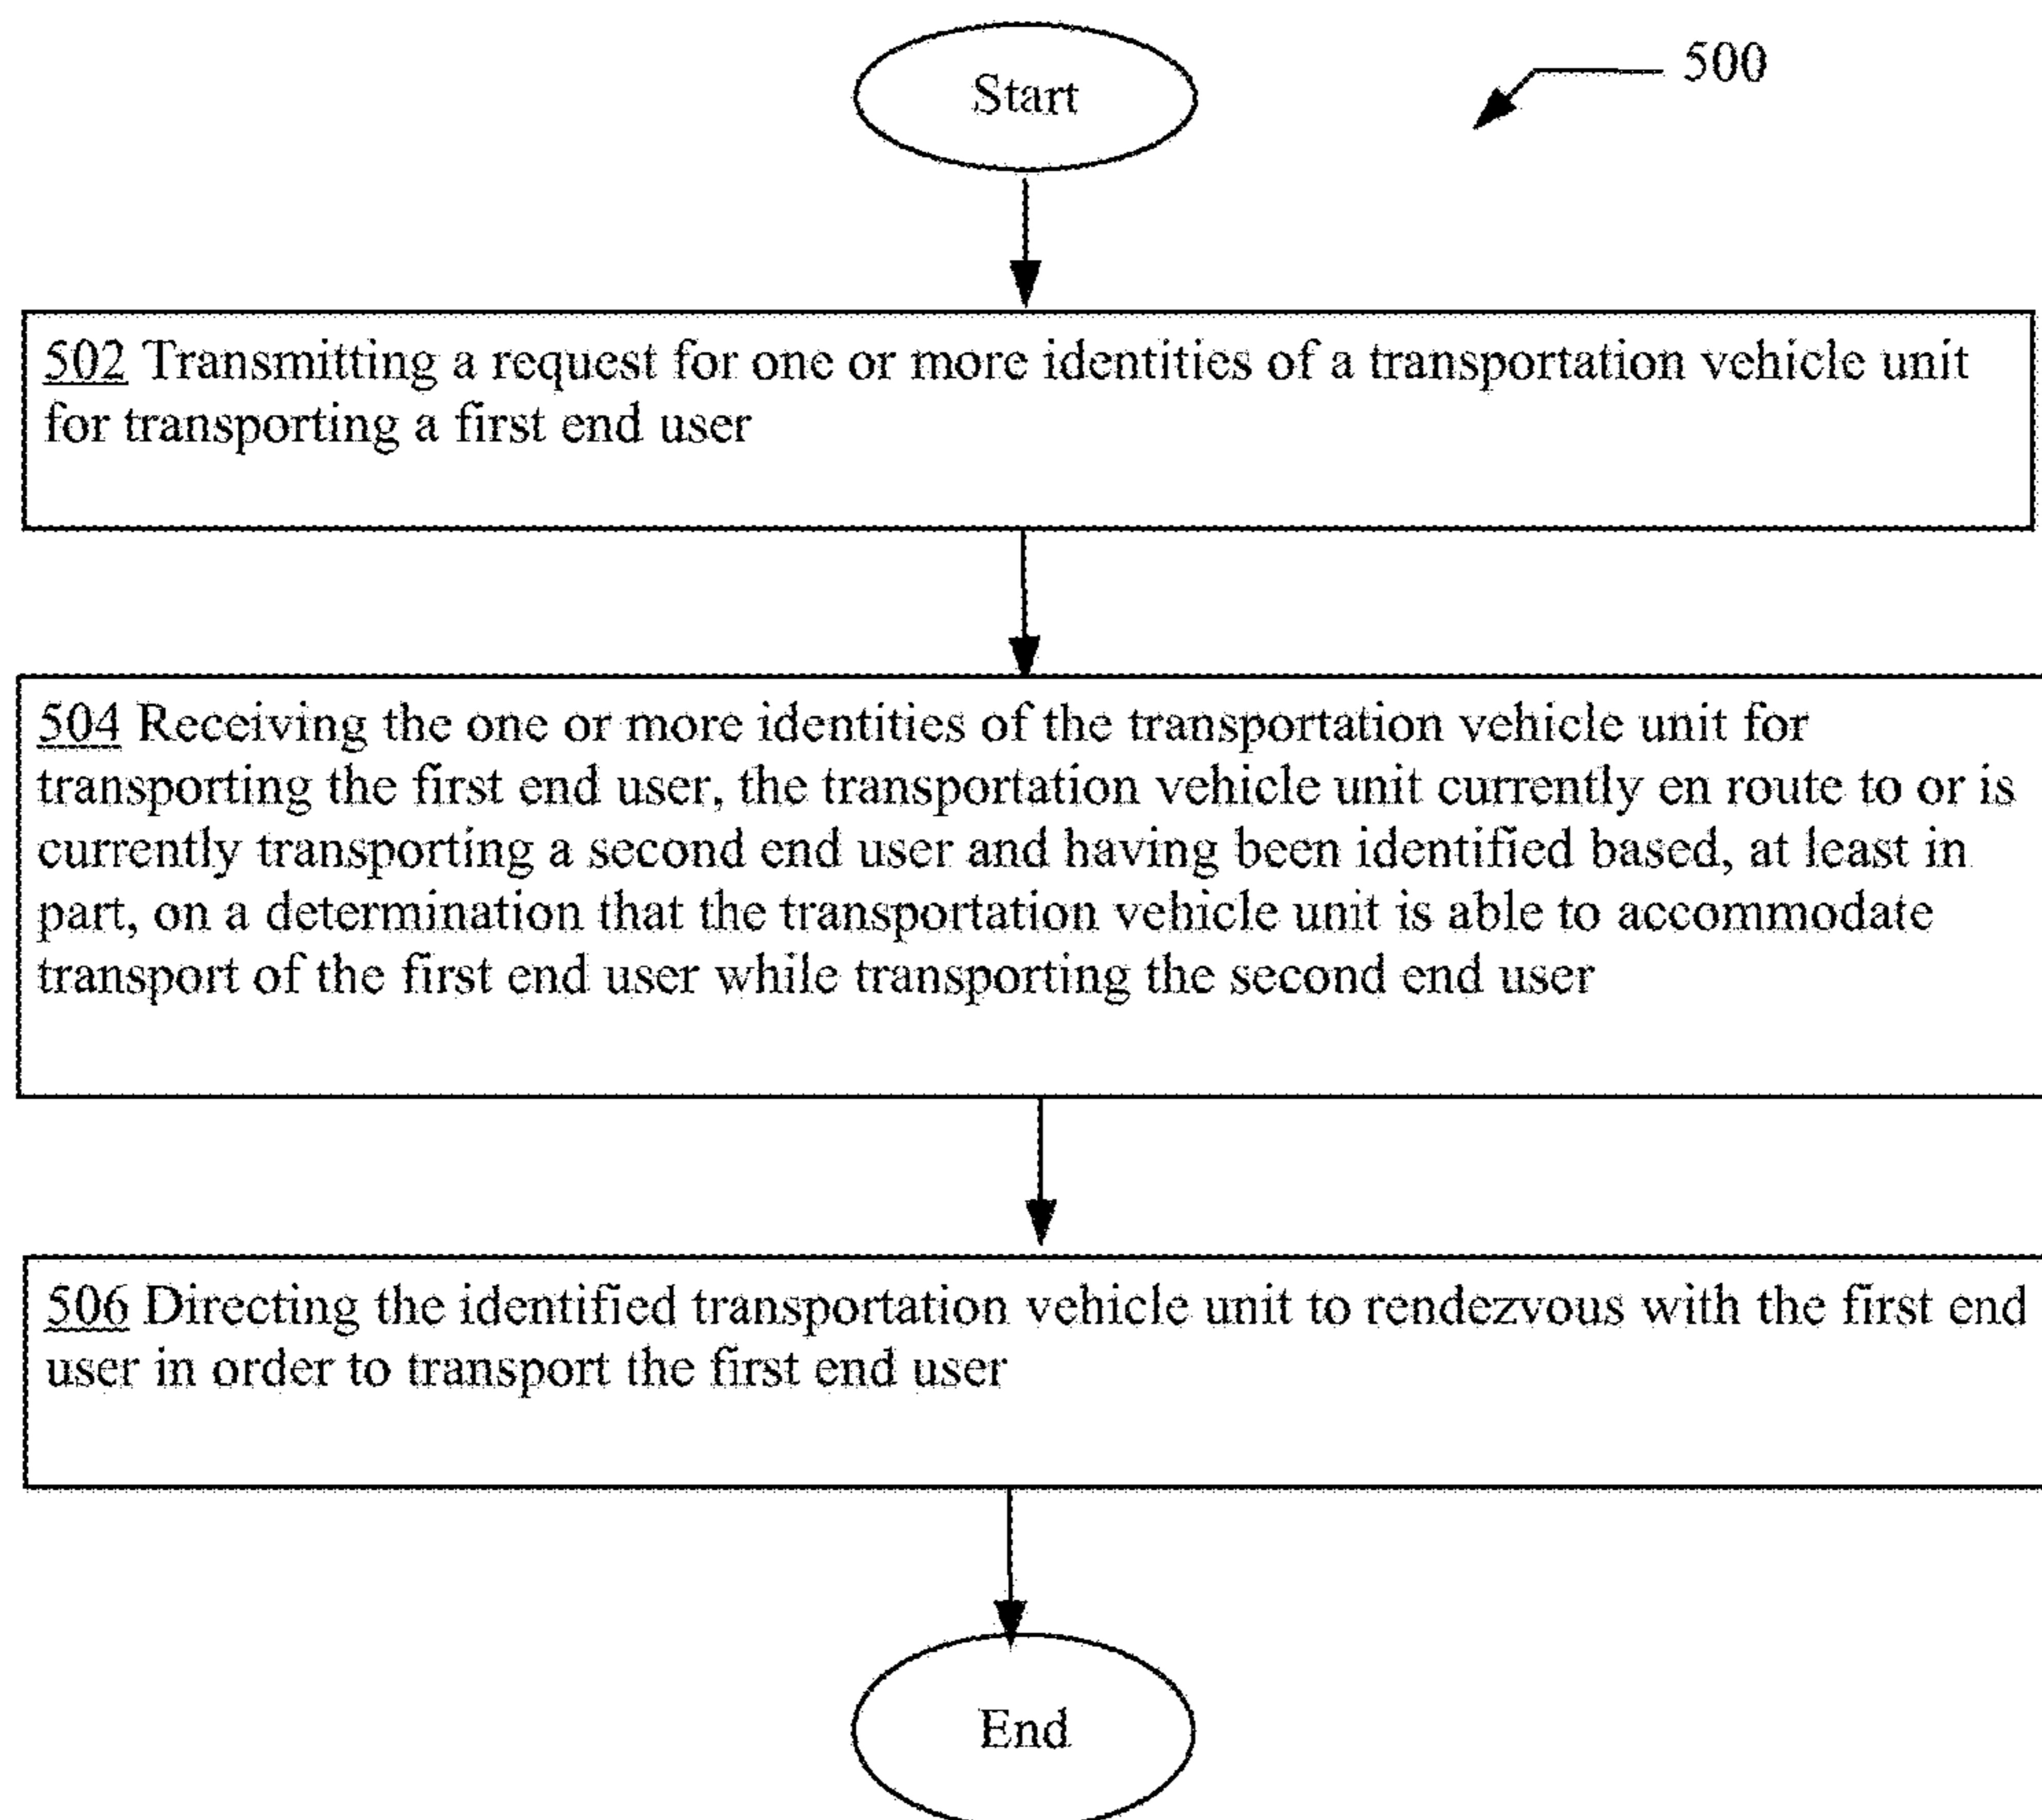 Start
500
502 Transmitting a request for one or more identities of a transportation vehicle unit
for transporting a first end user
504 Receiving the one or more identities of the transportation vehicle unit for
transporting the first end user, the transportation vehicle unit currently en route to or is
currently transporting a second end user and having been identified based, at least in
part, on a determination that the transportation vehicle unit is able to accommodate
transport of the first end user while transporting the second end user
506 Directing the identified transportation vehicle unit to rendezvous with the first end
user in order to transport the first end user
End